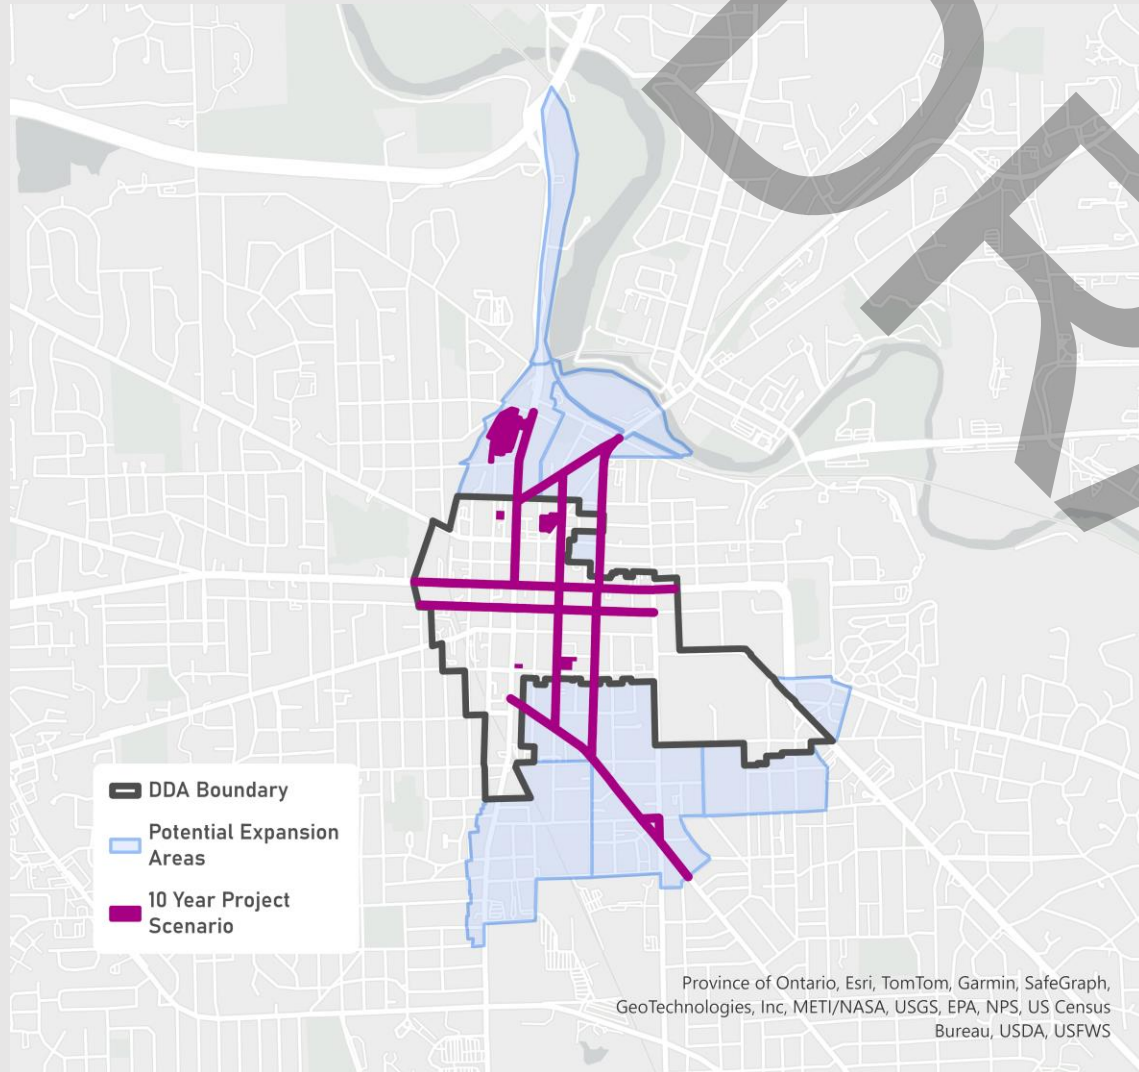 DR
DDA Boundary
Potential Expansion
Areas
10 Year Project
Scenario
Province of Ontario, Esri, TomTom, Garmin, SafeGraph,
GeoTechnologies, Inc, METI/NASA, USGS, EPA, NPS, US Census
Bureau, USDA, USFWS